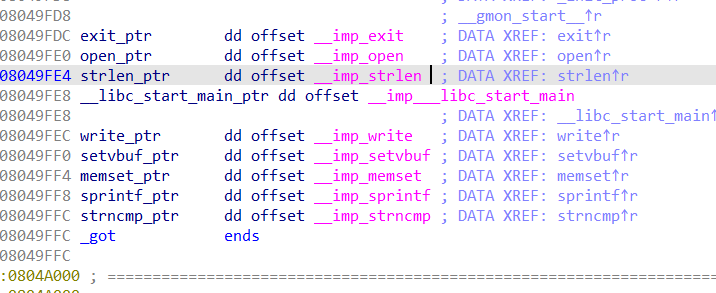 08049FD8 ; __gmon_start__↑r
08049FDC exit_ptr dd offset __imp_exit ; DATA XREF: exit↑r
08049FE0 open_ptr dd offset __imp_open ; DATA XREF: open↑r
08049FE4 strlen_ptr dd offset __imp_strlen ; DATA XREF: strlen↑r
08049FE8 __libc_start_main_ptr dd offset __imp___libc_start_main
08049FE8 ; DATA XREF: __libc_start_main↑
08049FEC write_ptr dd offset __imp_write ; DATA XREF: write↑r
08049FF0 setvbuf_ptr dd offset __imp_setvbuf ; DATA XREF: setvbuf↑r
08049FF4 memset_ptr dd offset __imp_memset ; DATA XREF: memset↑r
08049FF8 sprintf_ptr dd offset __imp_sprintf ; DATA XREF: sprintf↑r
08049FFC strncmp_ptr dd offset __imp_strncmp ; DATA XREF: strncmp↑r
08049FFC _got ends
08049FFC
:0804A000 ; ===========================================================================